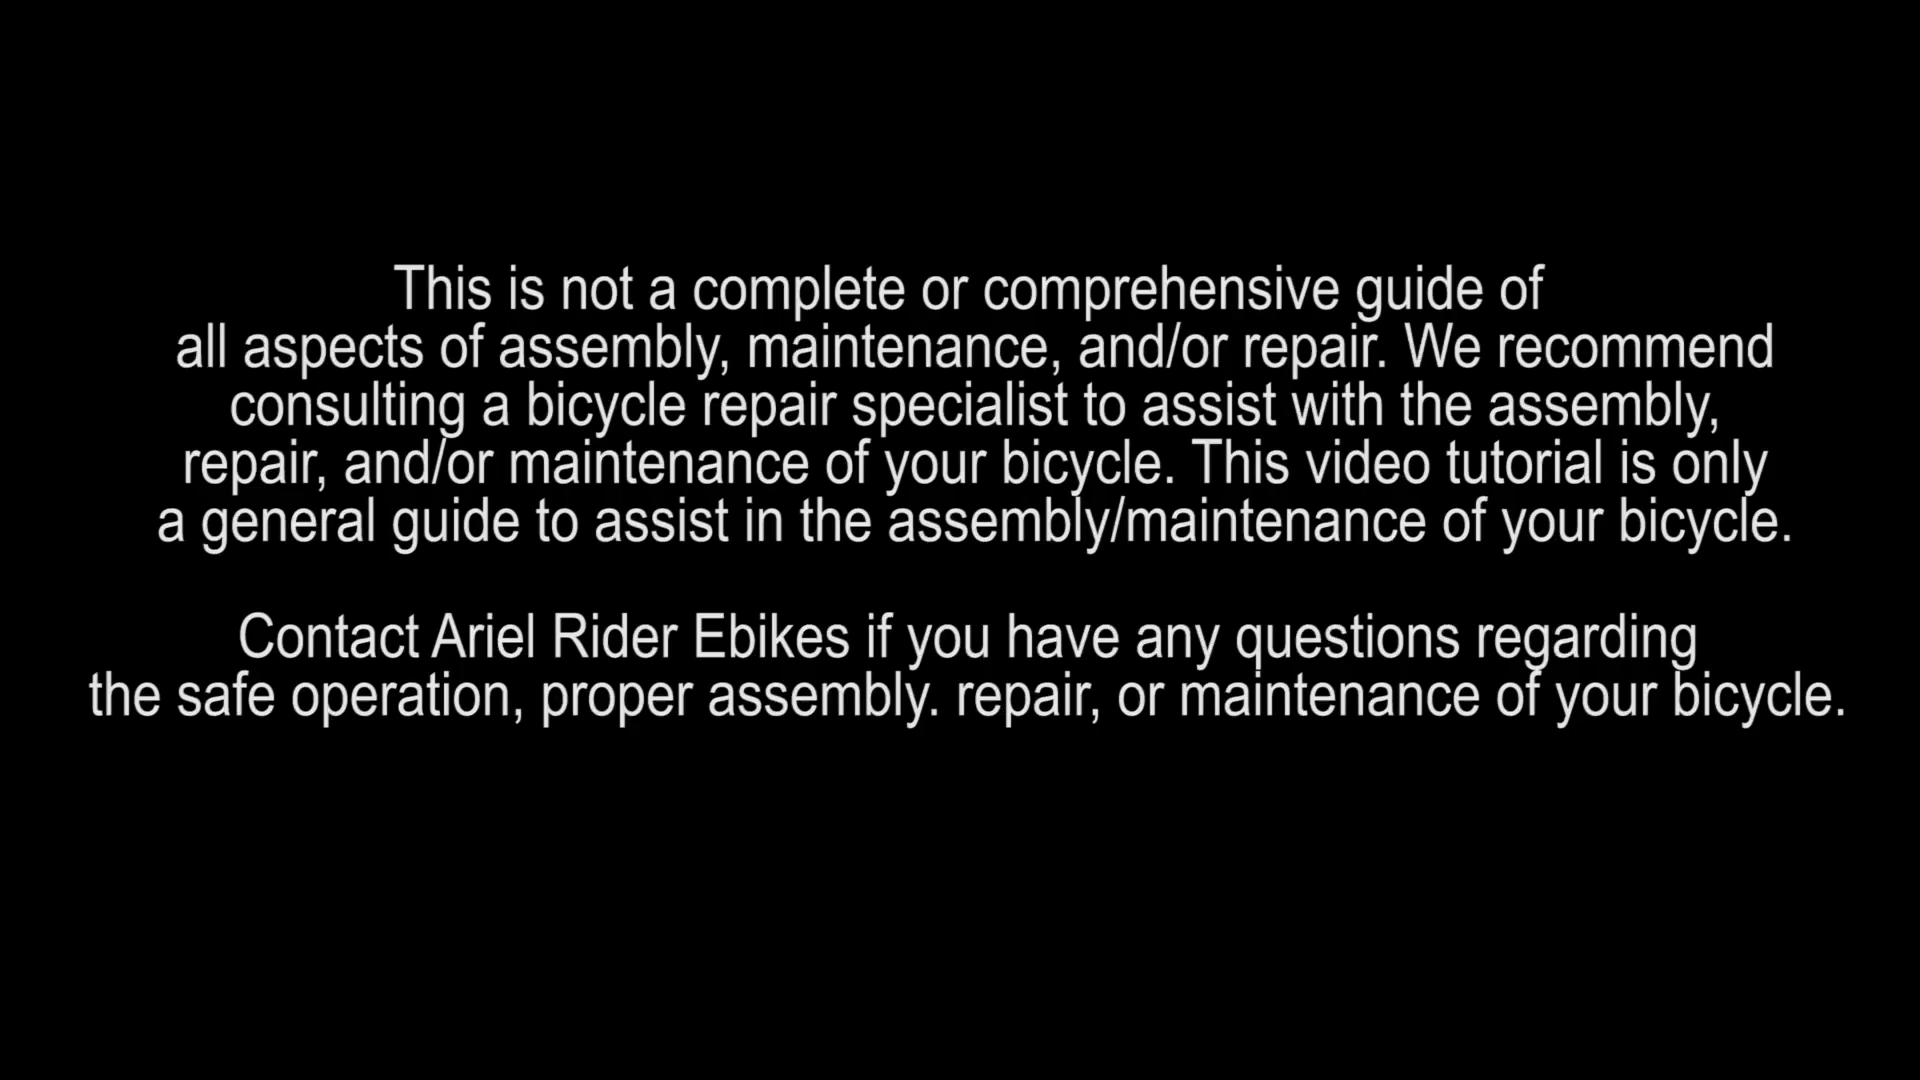 This is not a complete or comprehensive guide of
all aspects of assembly, maintenance, and/or repair. We recommend
consulting a bicycle repair specialist to assist with the assembly,
repair, and/or maintenance of your bicycle. This video tutorial is only
a general guide to assist in the assembly/maintenance of your bicycle.
Contact Ariel Rider Ebikes if you have any questions regarding
the safe operation, proper assembly. repair, or maintenance of your bicycle.